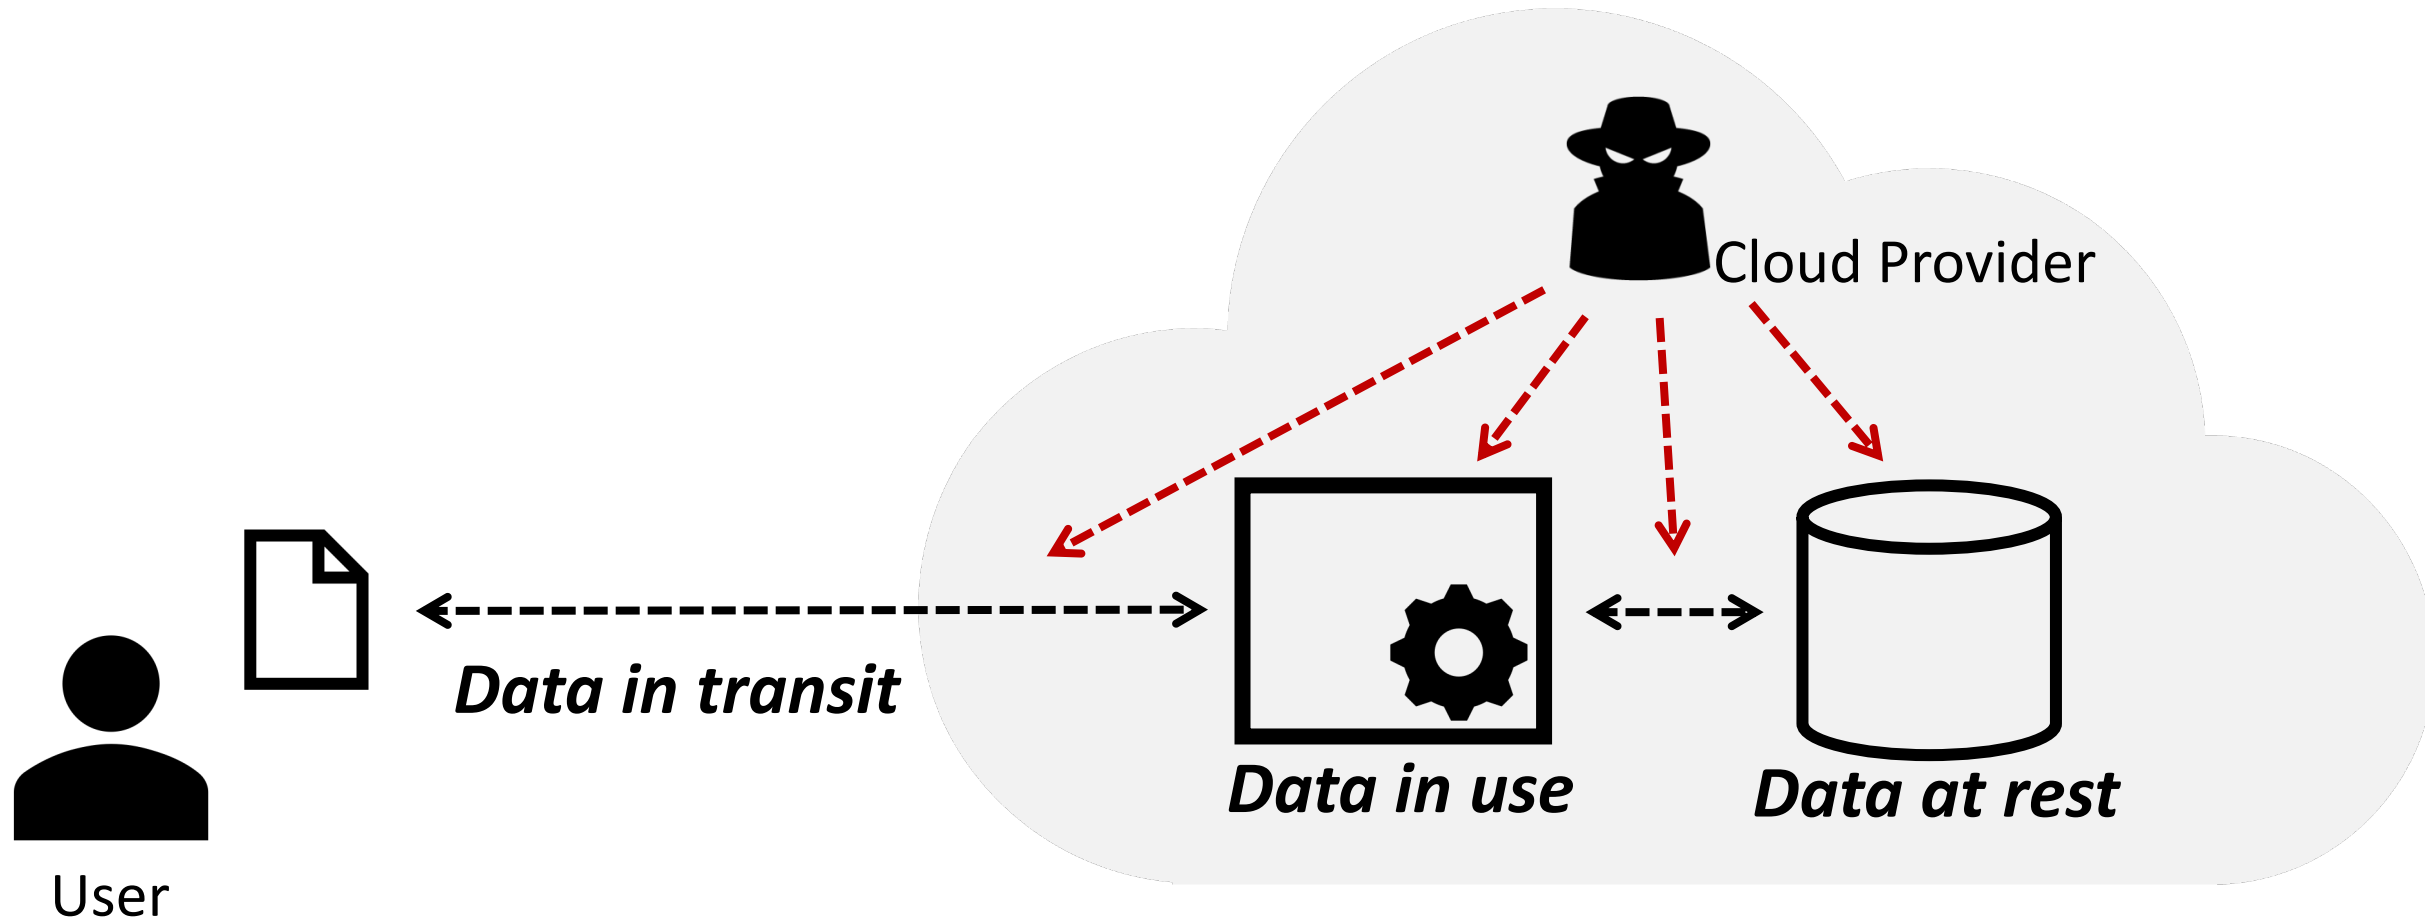 Cloud Provider
Data in transit
Data in use
Data at rest
User